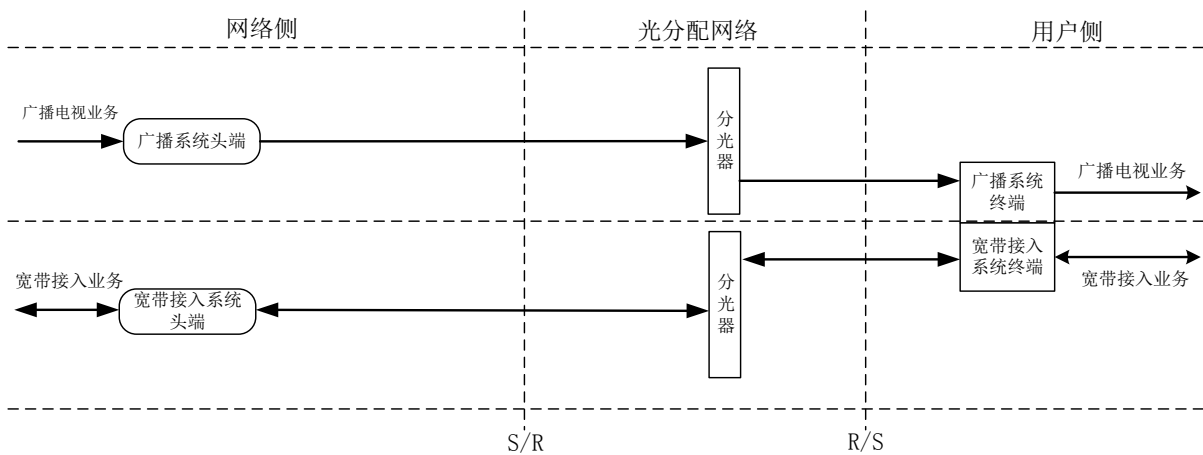 网络侧
光分配网络
用户侧
广播电视业务
广播系统头端
分
光
器
广播系统
终端
广播电视业务
宽带接入业务
宽带接入系统
头端
分
光
器
宽带接入
系统终端
宽带接入业务
S/R
R/S